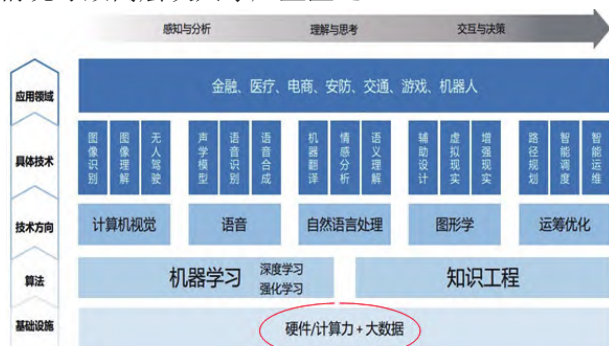 感知与分析 理解与思考 交互与决策
应用领域
金融、医疗、电商、安防、交通、游戏、机器人
具体技术
图像识别 图像理解 无人驾驶 声学模型 语音识别 语音合成 机器翻译 情感分析 语义理解 辅助设计 虚拟现实 增强现实 路径规划 智能调度 智能运维
技术方向
计算机视觉 语音 自然语言处理 图形学 运筹优化
算法
机器学习 深度学习 知识工程
强化学习
基础设施
硬件/计算力+大数据